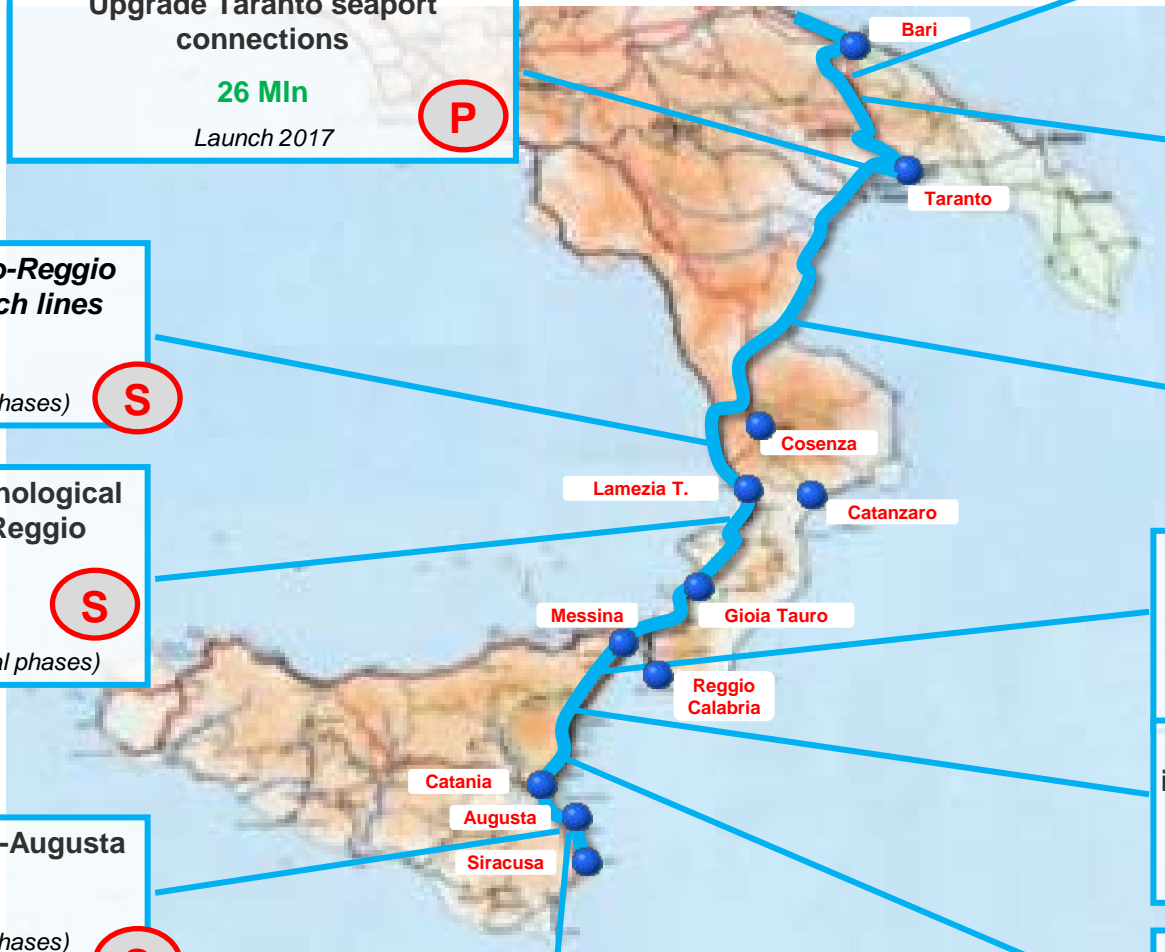 Upgrade Taranto seaport
connections
26 Mln
Launch 2017
P
Bari
Taranto
o-Reggio
ch lines
hases)
S
Cosenza
Lamezia T.
Catanzaro
nological
Reggio
S
al phases)
Messina
Gioia Tauro
Reggio
Calabria
Catania
Augusta
Siracusa
-Augusta
hases)
i